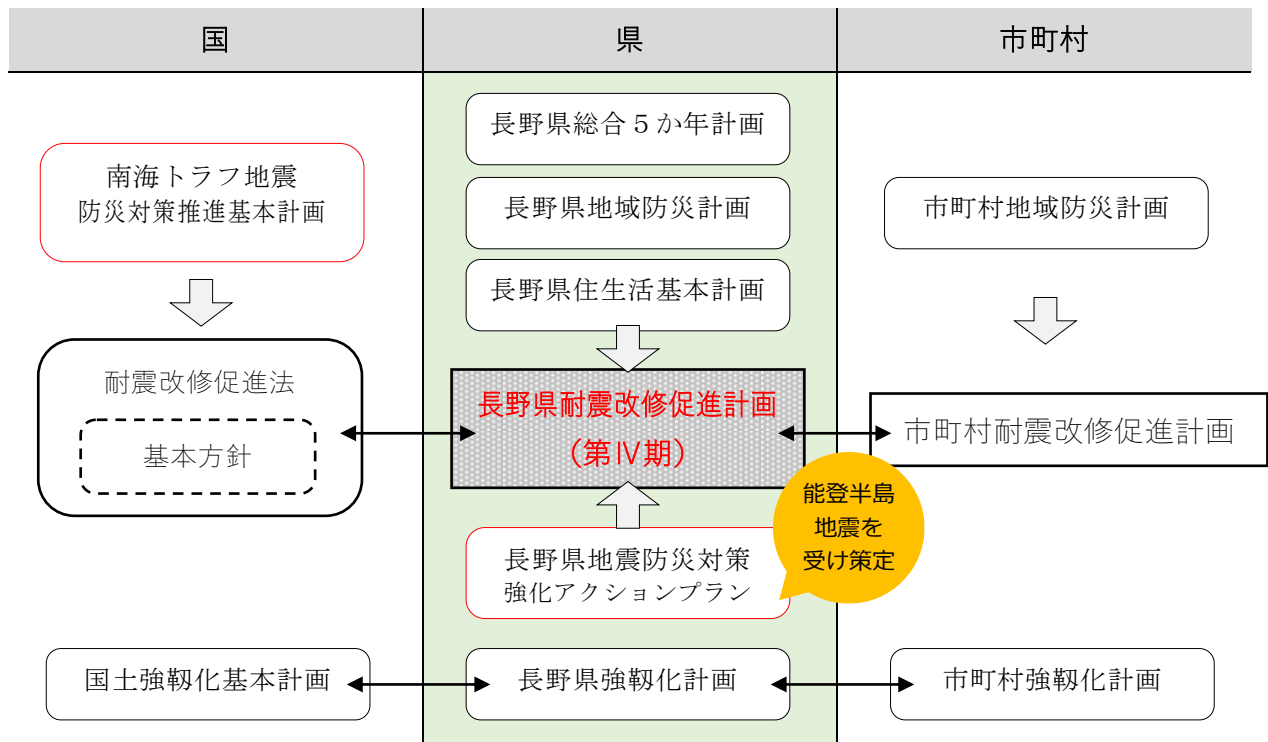 国
県
市町村
南海トラフ地震
防災対策推進基本計画
耐震改修促進法
基本方針
国土強靱化基本計画
長野県総合５か年計画
長野県地域防災計画
長野県住生活基本計画
長野県耐震改修促進計画
（第Ⅳ期）
長野県地震防災対策
強化アクションプラン
能登半島
地震を
受け策定
長野県強靱化計画
市町村地域防災計画
市町村耐震改修促進計画
市町村強靱化計画